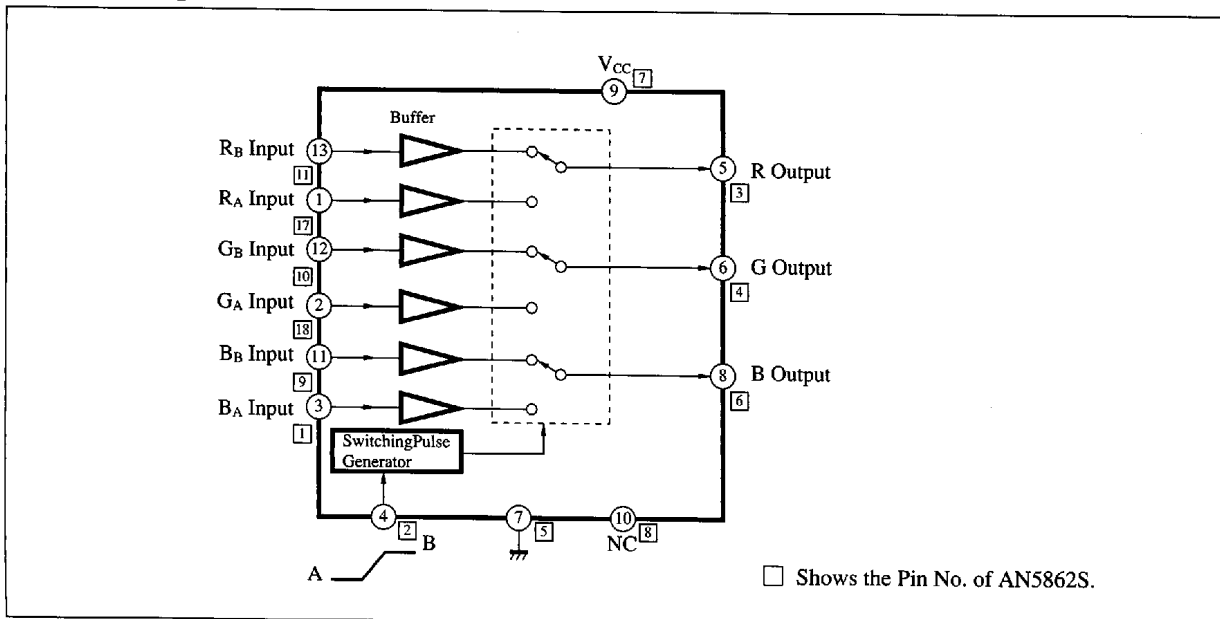 VCC 7
9
Buffer
RB Input 13
11
RA Input 1
17
GB Input 12
10
GA Input 2
18
BB Input 11
9
BA Input 3
1
5 R Output
3
6 G Output
4
8 B Output
6
SwitchingPulse
Generator
4 2 B
7 5
10 8
NC
A
□ Shows the Pin No. of AN5862S.